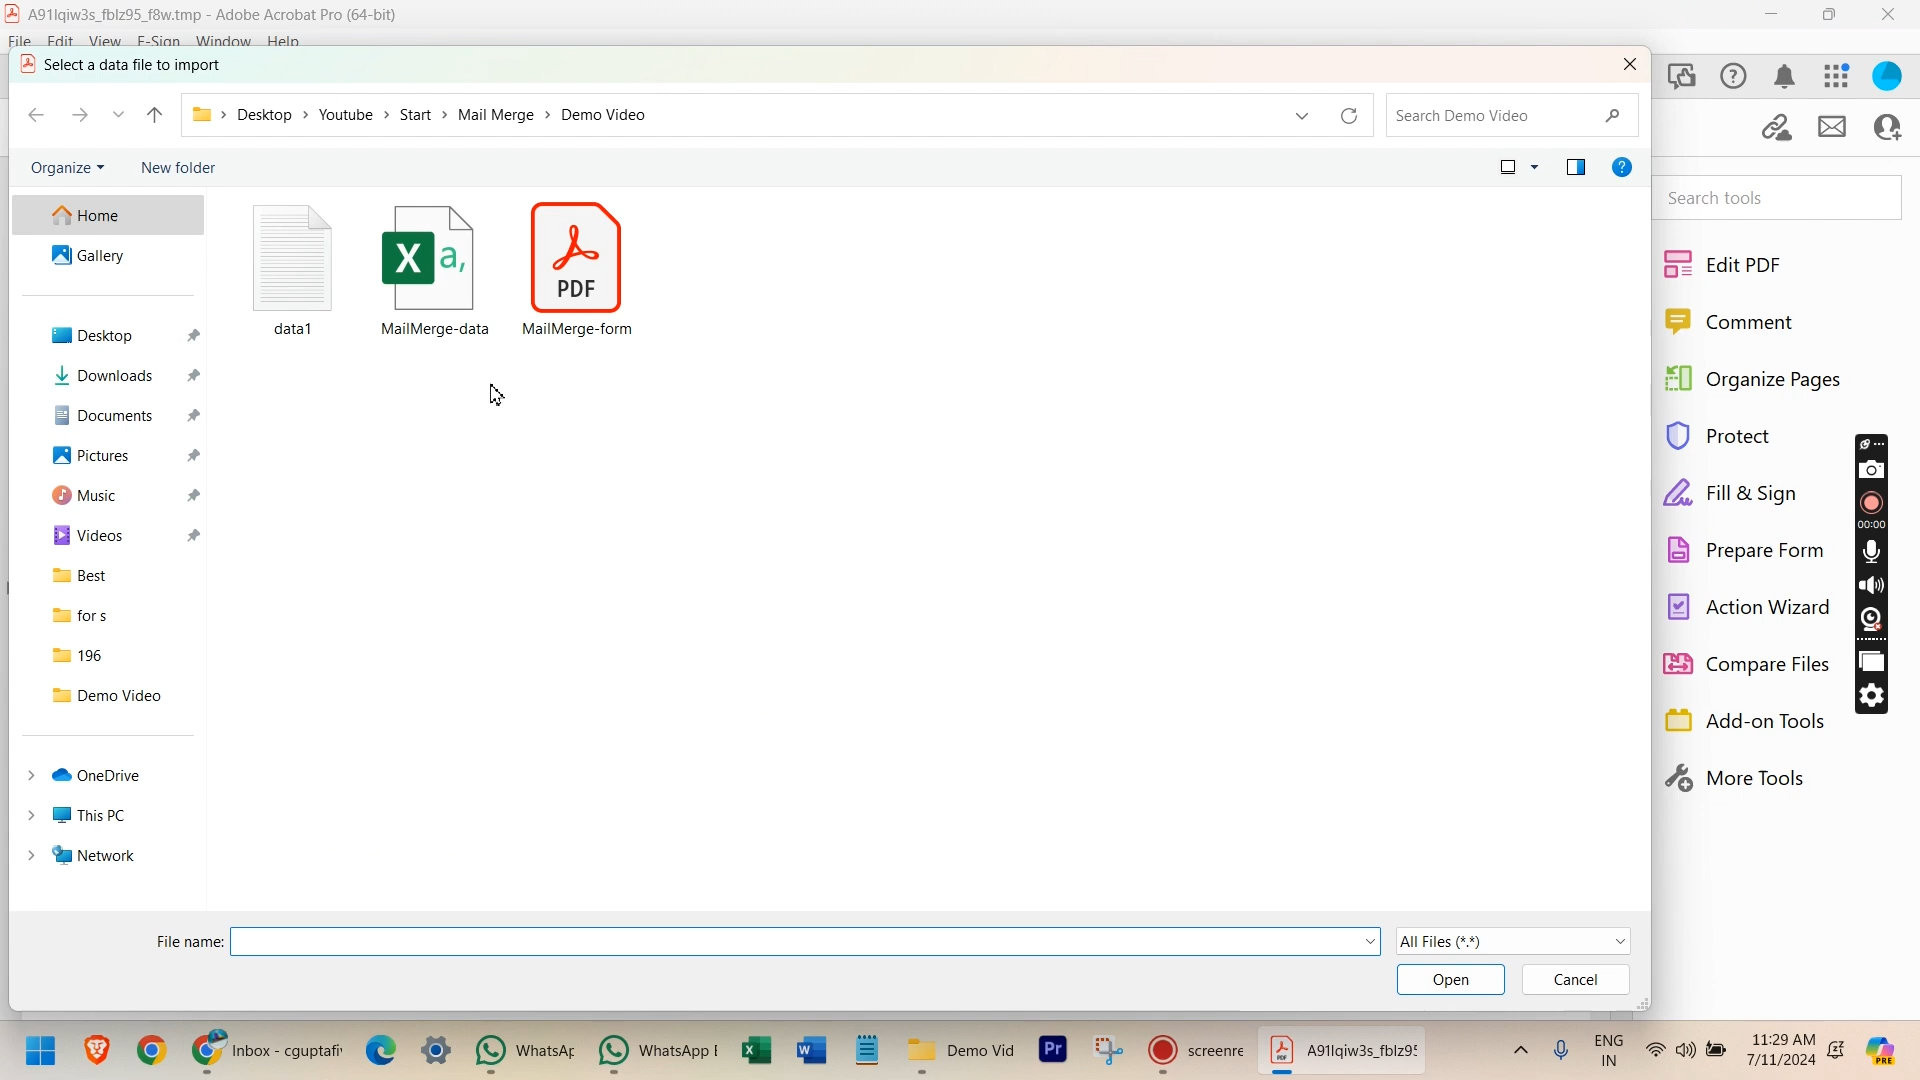 A91lqiw3s_fblz95_f8w.tmp - Adobe Acrobat Pro (64-bit)
File Edit View E-Sign Window Help
Select a data file to import
Desktop > Youtube > Start > Mail Merge > Demo Video
Search Demo Video
Organize
New folder
Search tools
Home
Gallery
Desktop
Downloads
Documents
Pictures
Music
Videos
Best
for s
196
Demo Video
OneDrive
This PC
Network
X a,
PDF
data1
MailMerge-data
MailMerge-form
Edit PDF
Comment
Organize Pages
Protect
Fill & Sign
Prepare Form
Action Wizard
Compare Files
Add-on Tools
More Tools
00:00
File name:
All Files (*.*)
Open
Cancel
Inbox - cguptafi
WhatsAp
WhatsApp
X
W
Demo Vid
Pr
screenre
A91lqiw3s_fblz95
ENG
IN
11:29 AM
7/11/2024
PRE